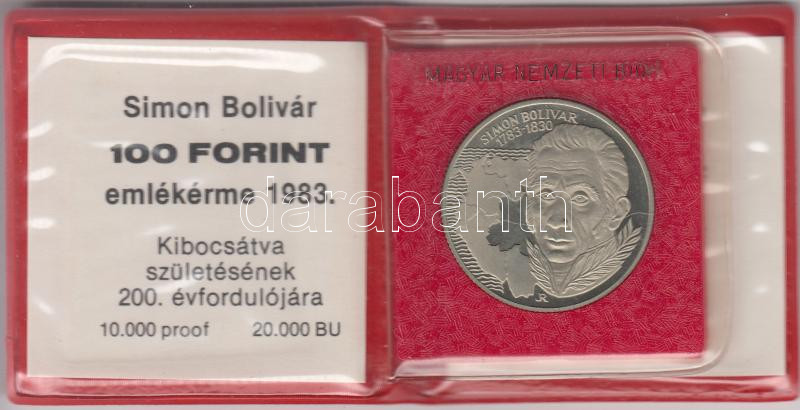 Simon Bolivár
100 FORINT
emlékérme 1983.
Kibocsátva
születésének
200. évfordulójára
10.000 proof 20.000 BU
MAGYAR NEMZETI BANK
SIMON BOLIVAR
1783-1830
JR
darabanth